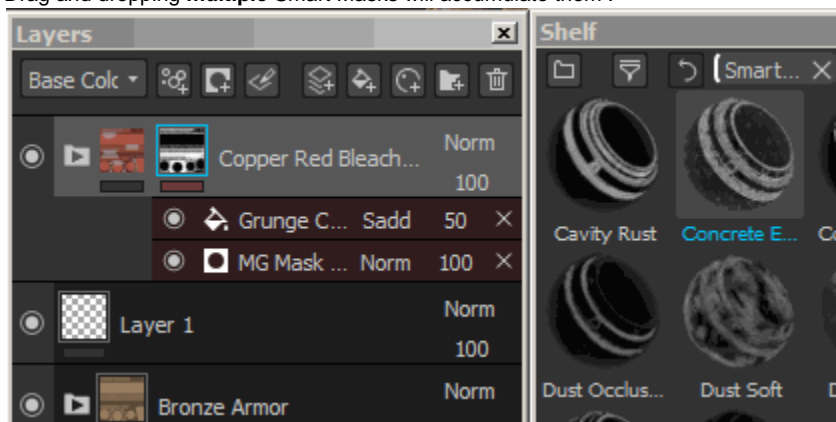 Drag and dropping multiple Smart Masks will accumulate them :
Layers
Base Colc
Copper Red Bleach... Norm
100
Grunge C... Sadd 50
MG Mask ... Norm 100
Layer 1 Norm
100
Bronze Armor Norm
Shelf
Smart...
Cavity Rust Concrete E... Co
Dust Occlus... Dust Soft D